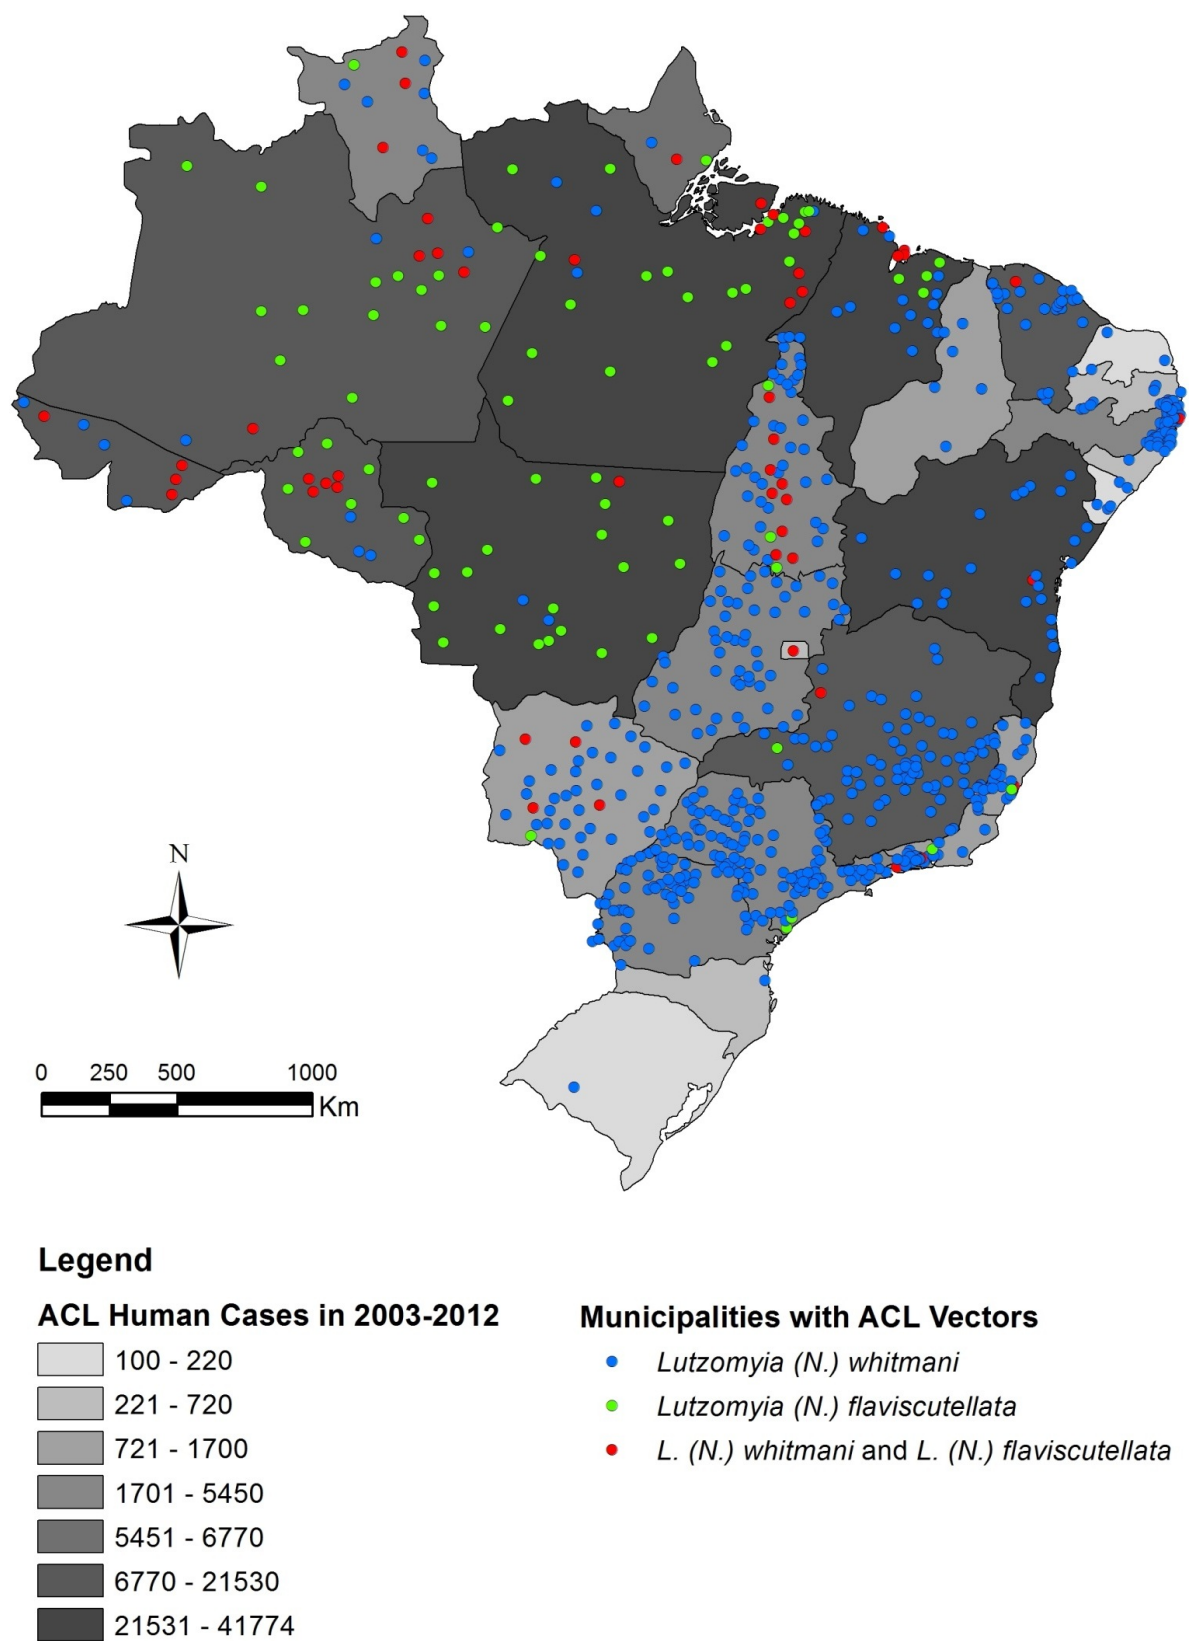 N
0 250 500 1000
Km
Legend
ACL Human Cases in 2003-2012
100 - 220
221 - 720
721 - 1700
1701 - 5450
5451 - 6770
6770 - 21530
21531 - 41774
Municipalities with ACL Vectors
Lutzomyia (N.) whitmani
Lutzomyia (N.) flaviscutellata
L. (N.) whitmani and L. (N.) flaviscutellata